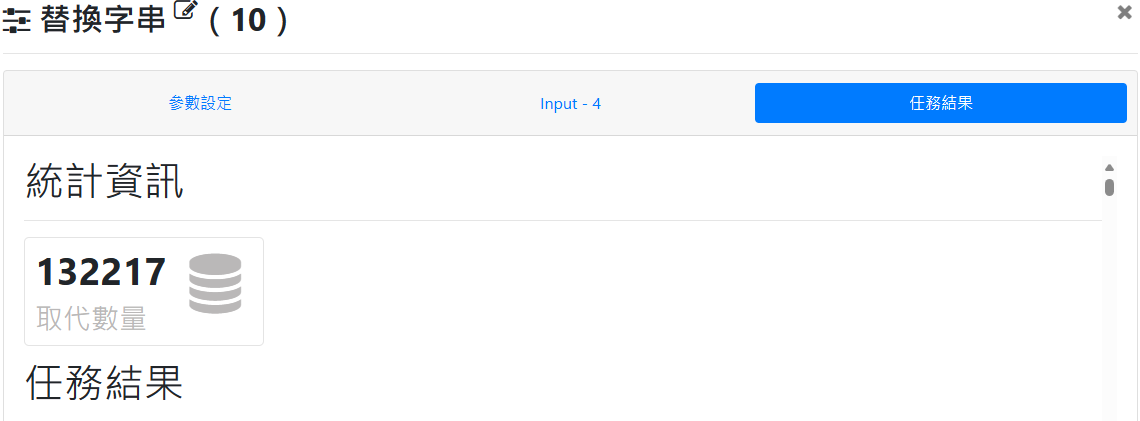 替換字串 ( 10 )
參數設定 Input - 4 任務結果
統計資訊
132217
取代數量
任務結果